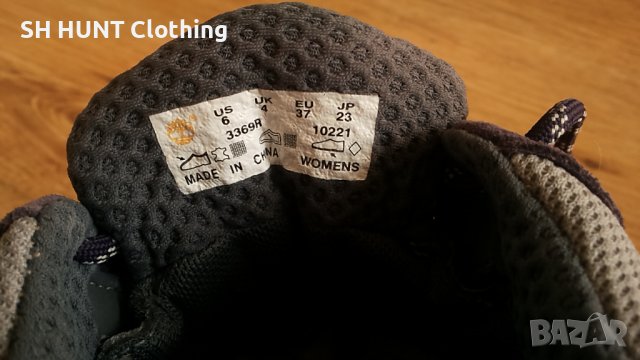 SH HUNT Clothing
US UK EU JP
6 4 37 23
3369R 10221
MADE IN CHINA WOMENS
BAZAR